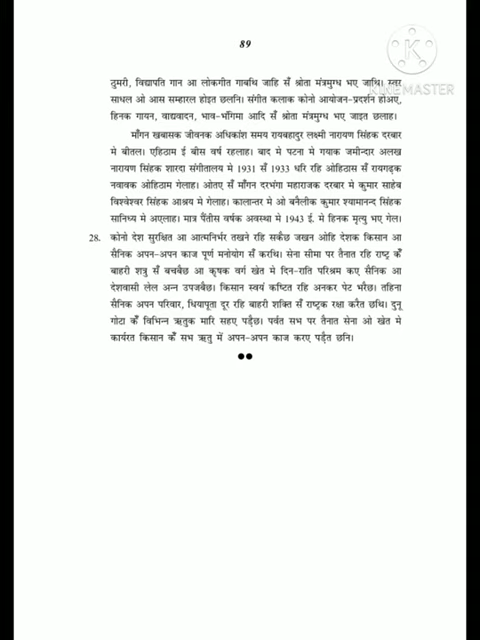 89
K
KINEMASTER
ठुमरी, विद्यापति गान आ लोकगीत गाबथि जाहि सँ श्रोता मंत्रमुग्ध भए जाथि। स्वर
साधल ओ आस सम्हारल होइत छलनि। संगीत कलाक कोनो आयोजन-प्रदर्शन होअए,
हिनक गायन, वाद्यवादन, भाव-भंगिमा आदि सँ श्रोता मंत्रमुग्ध भए जाइत छलाह।
माँगन खबासक जीवनक अधिकांश समय रायबहादुर लक्ष्मी नारायण सिंहक दरबार
मे बीतल। एहिठाम ई बीस वर्ष रहलाह। बाद मे पटना मे गयाक जमीन्दार अलख
नारायण सिंहक शारदा संगीतालय मे 1931 सँ 1933 धरि रहि ओहिठास सँ रायगढ़क
नवावक ओहिठाम गेलाह। ओतए सँ माँगन दरभंगा महाराजक दरबार मे कुमार साहेब
विश्वेश्वर सिंहक आश्रय मे गेलाह। कालान्तर मे ओ बनैलीक कुमार श्यामानन्द सिंहक
सानिध्य मे अएलाह। मात्र पैंतीस वर्षक अवस्था मे 1943 ई. मे हिनक मृत्यु भए गेल।
28. कोनो देश सुरक्षित आ आत्मनिर्भर तखने रहि सकैछ जखन ओहि देशक किसान आ
सैनिक अपन-अपन काज पूर्ण मनोयोग सँ करथि। सेना सीमा पर तैनात रहि राष्ट्र केँ
बाहरी शत्रु सँ बचबैछ आ कृषक वर्ग खेत मे दिन-राति परिश्रम कए सैनिक आ
देशवासी लेल अन्न उपजबैछ। किसान स्वयं कष्टित रहि अनकर पेट भरैछ। तहिना
सैनिक अपन परिवार, धियापूता दूर रहि बाहरी शक्ति सँ राष्ट्रक रक्षा करैत छथि। दुनू
गोटा केँ विभिन्न ऋतुक मारि सहए पड़ैछ। पर्वत सभ पर तैनात सेना ओ खेत मे
कार्यरत किसान केँ सभ ऋतु में अपन-अपन काज करए पड़ैत छनि।